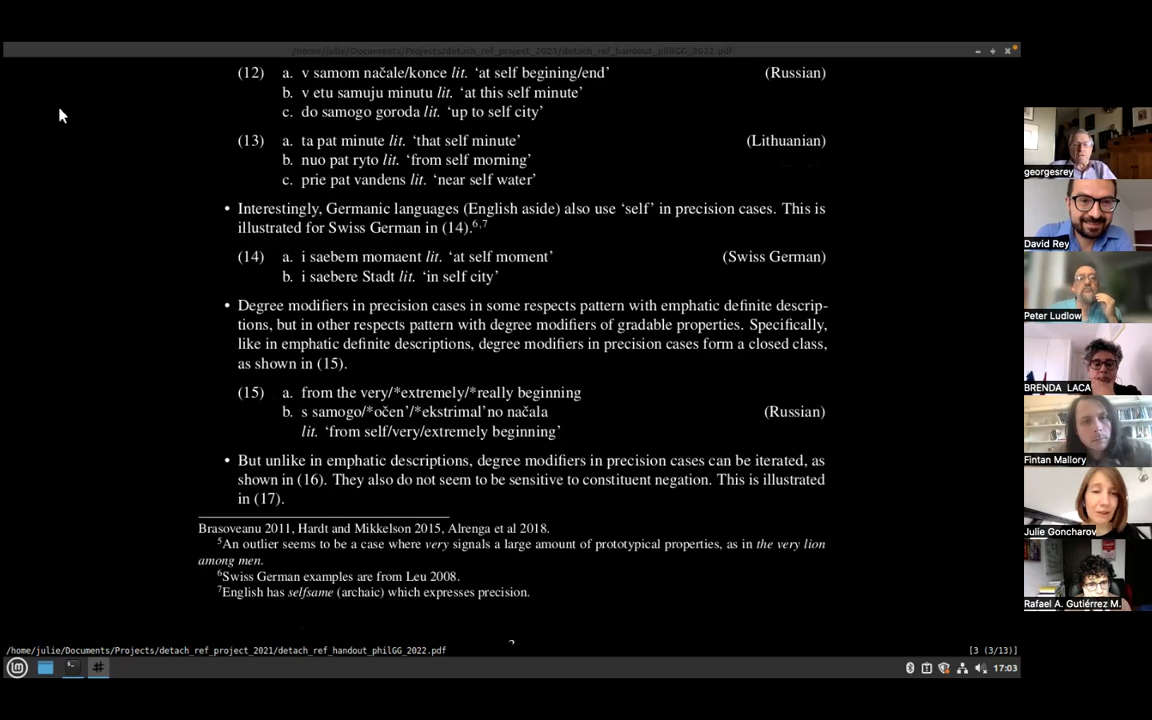 /home/julie/Documents/Projects/detach_ref_project_2021/detach_ref_handout_philGG_2022.pdf
(12) a. v samom načale/konce lit. ‘at self begining/end’ (Russian)
b. v etu samuju minutu lit. ‘at this self minute’
c. do samogo goroda lit. ‘up to self city’
(13) a. ta pat minute lit. ‘that self minute’ (Lithuanian)
b. nuo pat ryto lit. ‘from self morning’
c. prie pat vandens lit. ‘near self water’
• Interestingly, Germanic languages (English aside) also use ‘self’ in precision cases. This is
illustrated for Swiss German in (14).6,7
(14) a. i saebem momaent lit. ‘at self moment’ (Swiss German)
b. i saebere Stadt lit. ‘in self city’
• Degree modifiers in precision cases in some respects pattern with emphatic definite descrip-
tions, but in other respects pattern with degree modifiers of gradable properties. Specifically,
like in emphatic definite descriptions, degree modifiers in precision cases form a closed class,
as shown in (15).
(15) a. from the very/*extremely/*really beginning
b. s samogo/*očen’/*ekstrimal’no načala (Russian)
lit. ‘from self/very/extremely beginning’
• But unlike in emphatic descriptions, degree modifiers in precision cases can be iterated, as
shown in (16). They also do not seem to be sensitive to constituent negation. This is illustrated
in (17).
Brasoveanu 2011, Hardt and Mikkelson 2015, Alrenga et al 2018.
5An outlier seems to be a case where very signals a large amount of prototypical properties, as in the very lion
among men.
6Swiss German examples are from Leu 2008.
7English has selfsame (archaic) which expresses precision.
/home/julie/Documents/Projects/detach_ref_project_2021/detach_ref_handout_philGG_2022.pdf [3 (3/13)]
17:03
georgesrey
David Rey
Peter Ludlow
BRENDA LACA
Fintan Mallory
Julie Goncharov
Rafael A. Gutiérrez M.